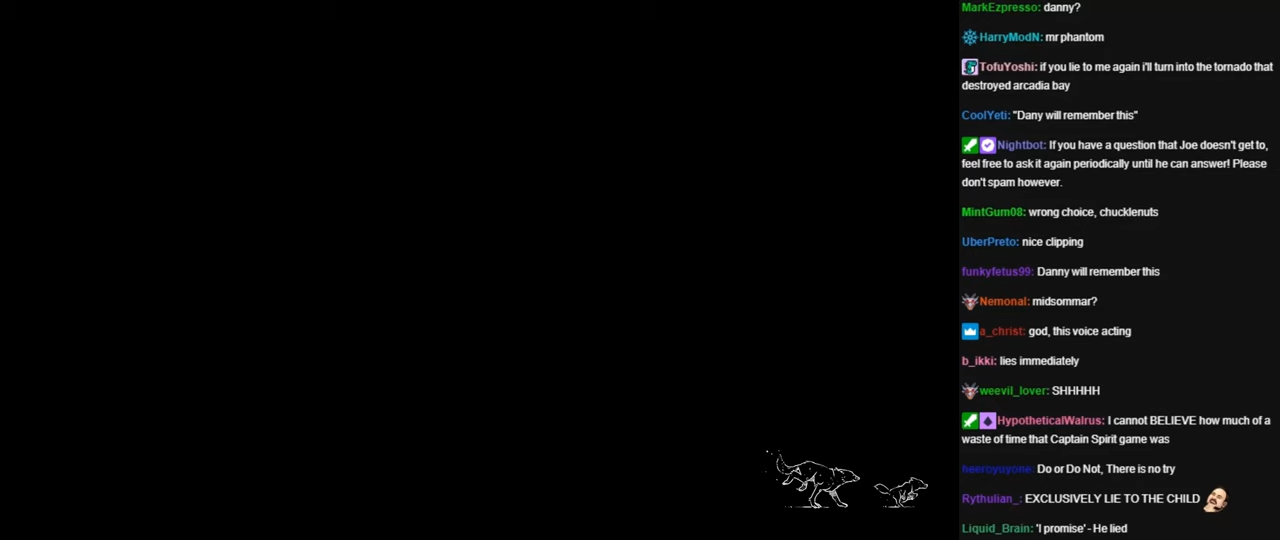 MarkEzpresso: danny?
HarryModN: mr phantom
TofuYoshi: if you lie to me again i'll turn into the tornado that
destroyed arcadia bay
CoolYeti: "Dany will remember this"
Nightbot: If you have a question that Joe doesn't get to,
feel free to ask it again periodically until he can answer! Please
don't spam however.
MintGum08: wrong choice, chucklenuts
UberPreto: nice clipping
funkyfetus99: Danny will remember this
Nemonal: midsommar?
a_christ: god, this voice acting
b_ikki: lies immediately
weevil_lover: SHHHHH
HypotheticalWalrus: I cannot BELIEVE how much of a
waste of time that Captain Spirit game was
heeroyuyone: Do or Do Not, There is no try
Rythulian_: EXCLUSIVELY LIE TO THE CHILD
Liquid_Brain: 'I promise' - He lied